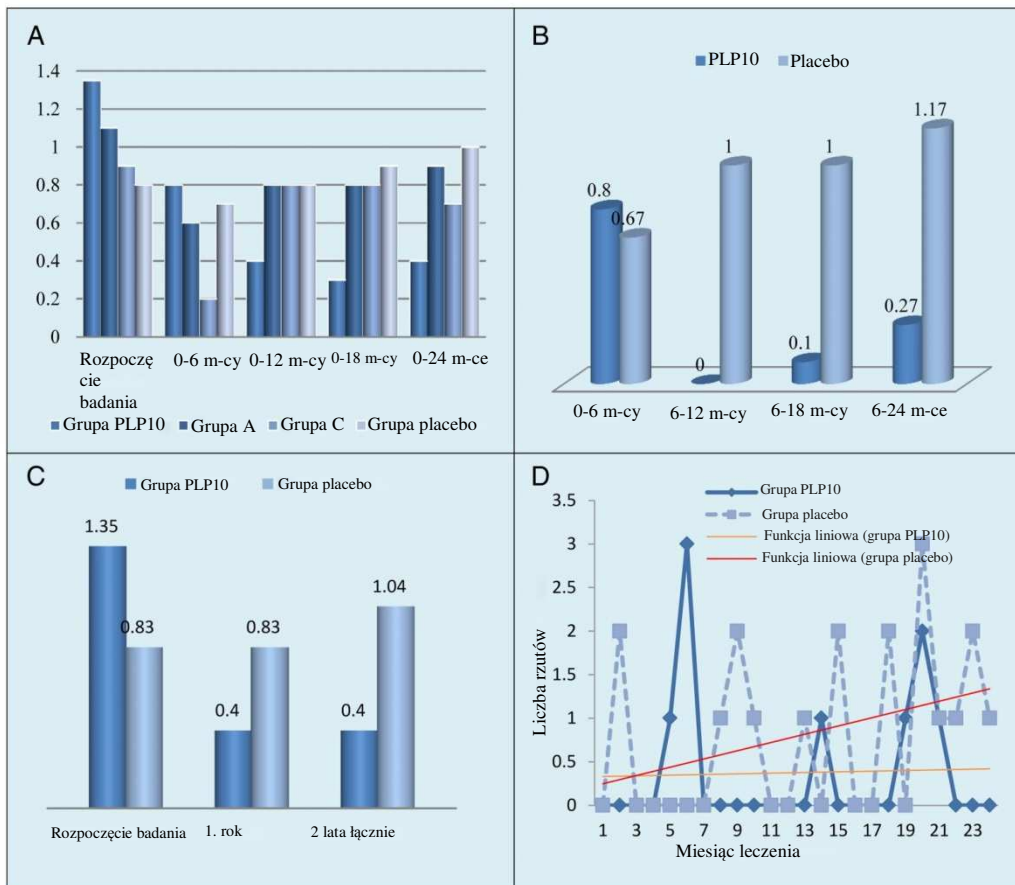 A
1.4
1.2
1
0.8
0.6
0.4
0.2
0
Rozpoczę
cie
badania
0-6 m-cy
0-12 m-cy
0-18 m-cy
0-24 m-ce
Grupa PLP10 Grupa A Grupa C Grupa placebo
B
PLP10 Placebo
0.8
0.67
0
1
0.1
1
0.27
1.17
0-6 m-cy 6-12 m-cy 6-18 m-cy 6-24 m-ce
C
Grupa PLP10 Grupa placebo
1.35
0.83
0.4
0.83
0.4
1.04
Rozpoczęcie badania 1. rok 2 lata łącznie
D
Grupa PLP10
Grupa placebo
Funkcja liniowa (grupa PLP10)
Funkcja liniowa (grupa placebo)
Liczba rzutów
3.5
3
2.5
2
1.5
1
0.5
0
1 3 5 7 9 11 13 15 17 19 21 23
Miesiąc leczenia